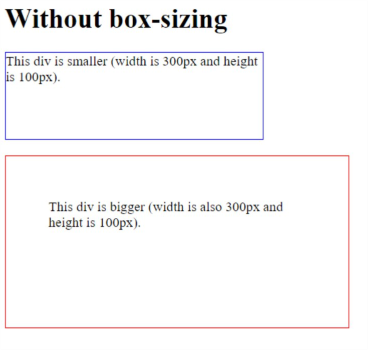 Without box-sizing
This div is smaller (width is 300px and height
is 100px).
This div is bigger (width is also 300px and
height is 100px).